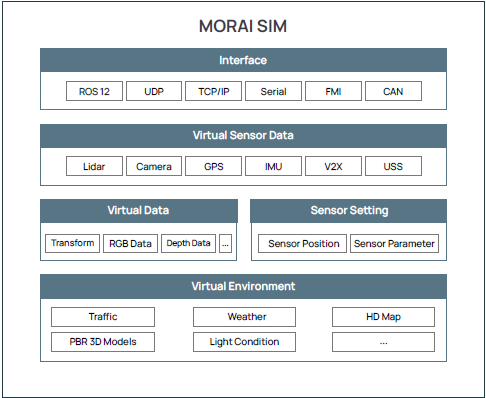 MORAI SIM
Interface
ROS 12 UDP TCP/IP Serial FMI CAN
Virtual Sensor Data
Lidar Camera GPS IMU V2X USS
Virtual Data
Transform RGB Data Depth Data ...
Sensor Setting
Sensor Position Sensor Parameter
Virtual Environment
Traffic Weather HD Map
PBR 3D Models Light Condition ...